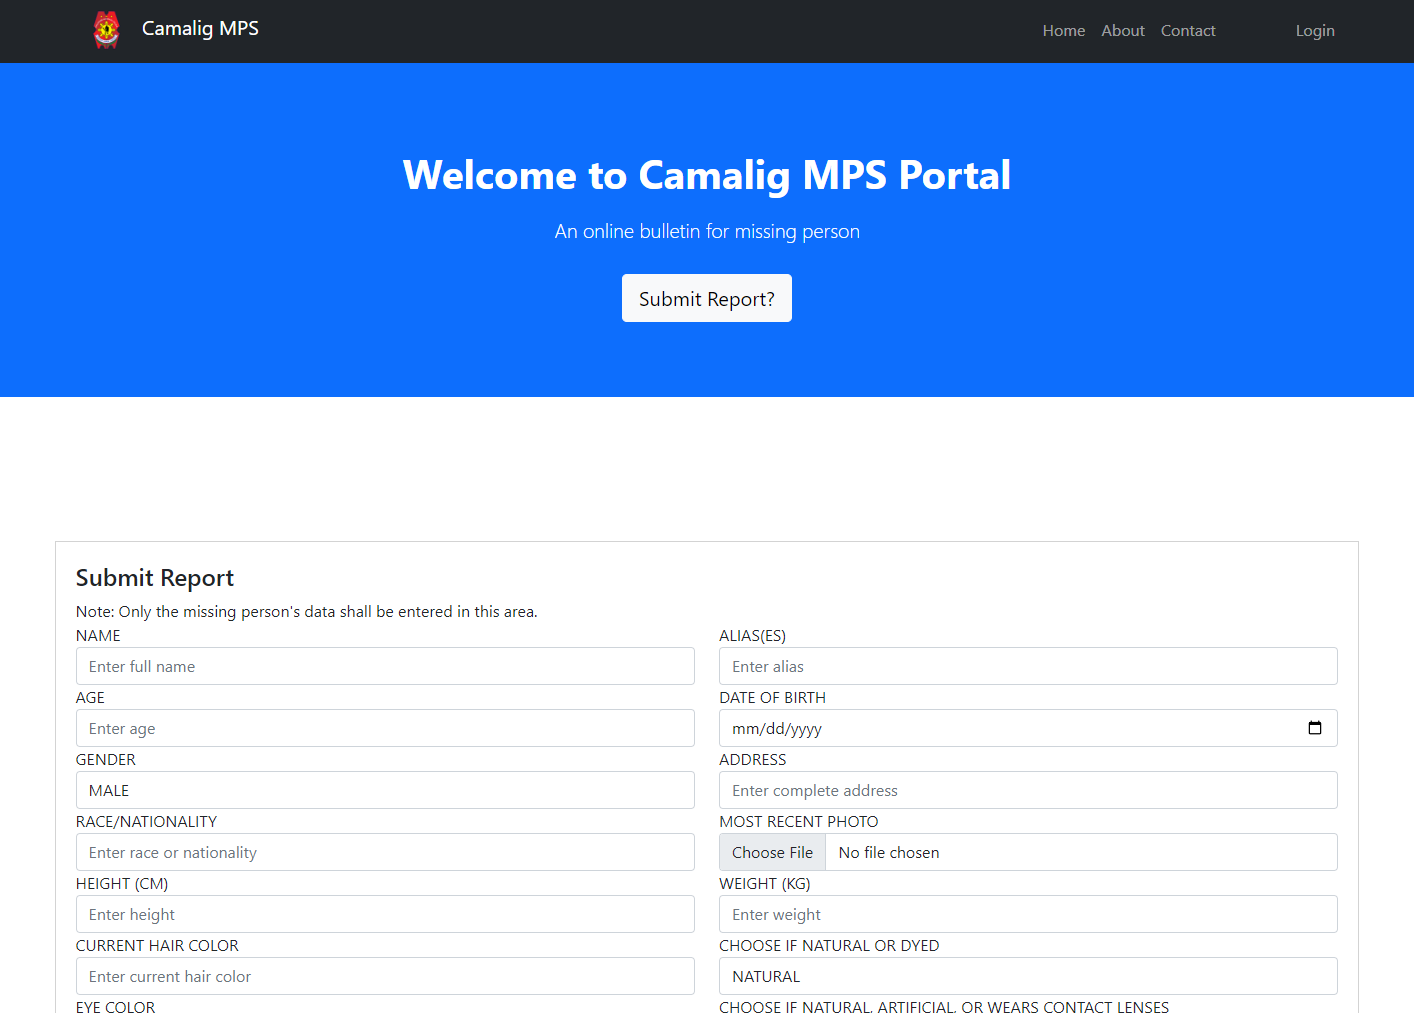 Camalig MPS
Home About Contact Login
Welcome to Camalig MPS Portal
An online bulletin for missing person
Submit Report?
Submit Report
Note: Only the missing person's data shall be entered in this area.
NAME ALIAS(ES)
Enter full name Enter alias
AGE DATE OF BIRTH
Enter age mm/dd/yyyy
GENDER ADDRESS
MALE Enter complete address
RACE/NATIONALITY MOST RECENT PHOTO
Enter race or nationality Choose File No file chosen
HEIGHT (CM) WEIGHT (KG)
Enter height Enter weight
CURRENT HAIR COLOR CHOOSE IF NATURAL OR DYED
Enter current hair color NATURAL
EYE COLOR CHOOSE IF NATURAL, ARTIFICIAL, OR WEARS CONTACT LENSES